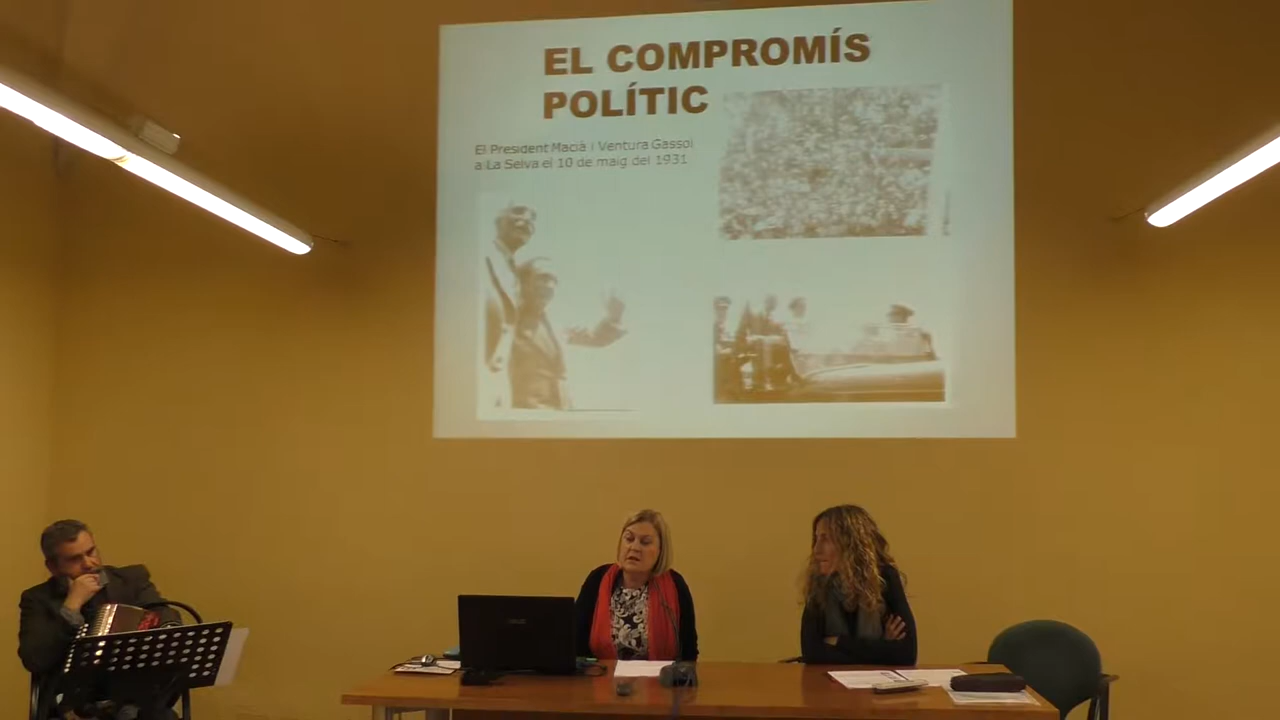 EL COMPROMÍS
POLÍTIC
El President Macià i Ventura Gassol
a La Selva el 10 de maig del 1931